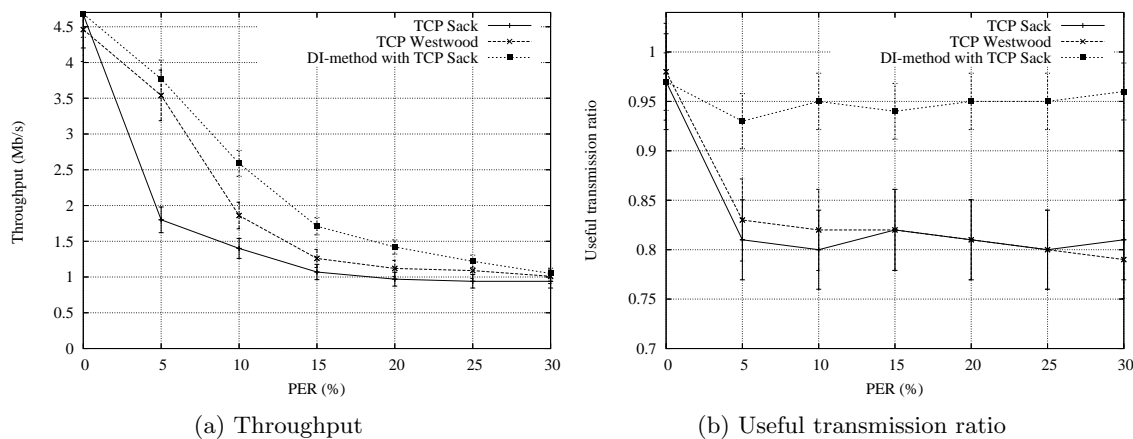 TCP Sack
TCP Westwood
DI-method with TCP Sack
4.5
4
3.5
3
2.5
2
1.5
1
0.5
0
Throughput (Mb/s)
0 5 10 15 20 25 30
PER (%)
(a) Throughput
TCP Sack
TCP Westwood
DI-method with TCP Sack
1
0.95
0.9
0.85
0.8
0.75
0.7
Useful transmission ratio
0 5 10 15 20 25 30
PER (%)
(b) Useful transmission ratio